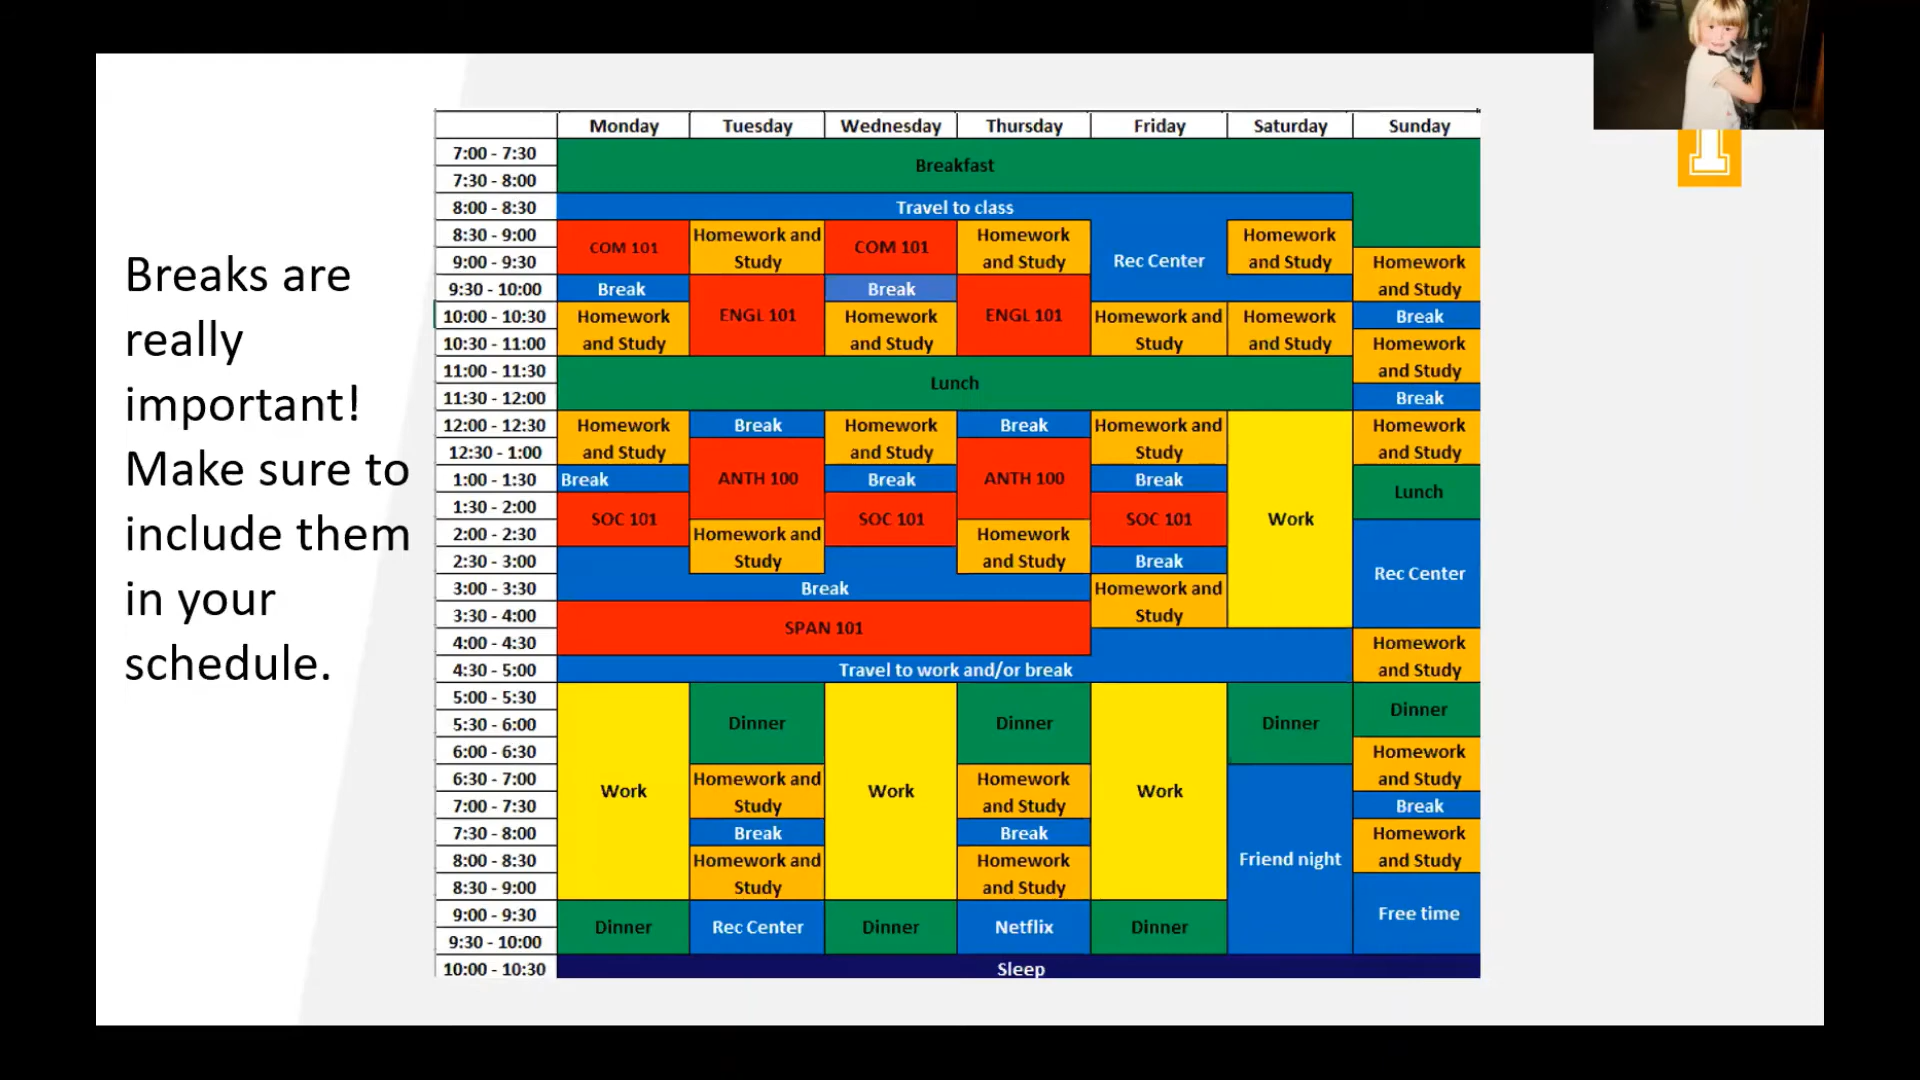 Breaks are
really
important!
Make sure to
include them
in your
schedule.
Monday Tuesday Wednesday Thursday Friday Saturday Sunday
7:00 - 7:30
Breakfast
7:30 - 8:00
8:00 - 8:30 Travel to class
8:30 - 9:00 Homework and Homework Homework
COM 101 COM 101
9:00 - 9:30 Study and Study Rec Center and Study Homework
9:30 - 10:00 Break Break and Study
10:00 - 10:30 Homework ENGL 101 Homework ENGL 101 Homework and Homework Break
10:30 - 11:00 and Study and Study Study and Study Homework
11:00 - 11:30 and Study
Lunch
11:30 - 12:00 Break
12:00 - 12:30 Homework Break Homework Break Homework and Homework
12:30 - 1:00 and Study and Study Study and Study
1:00 - 1:30 Break ANTH 100 Break ANTH 100 Break
Lunch
1:30 - 2:00
SOC 101 SOC 101 SOC 101 Work
2:00 - 2:30 Homework and Homework
2:30 - 3:00 Study and Study Break
Rec Center
3:00 - 3:30 Break Homework and
3:30 - 4:00 Study
SPAN 101
4:00 - 4:30 Homework
4:30 - 5:00 Travel to work and/or break and Study
5:00 - 5:30
Dinner
5:30 - 6:00 Dinner Dinner Dinner
6:00 - 6:30 Homework
6:30 - 7:00 Homework and Homework and Study
Work Work Work
7:00 - 7:30 Study and Study Break
7:30 - 8:00 Break Break Homework
8:00 - 8:30 Homework and Homework Friend night and Study
8:30 - 9:00 Study and Study
9:00 - 9:30 Free time
Dinner Rec Center Dinner Netflix Dinner
9:30 - 10:00
10:00 - 10:30 Sleep
I